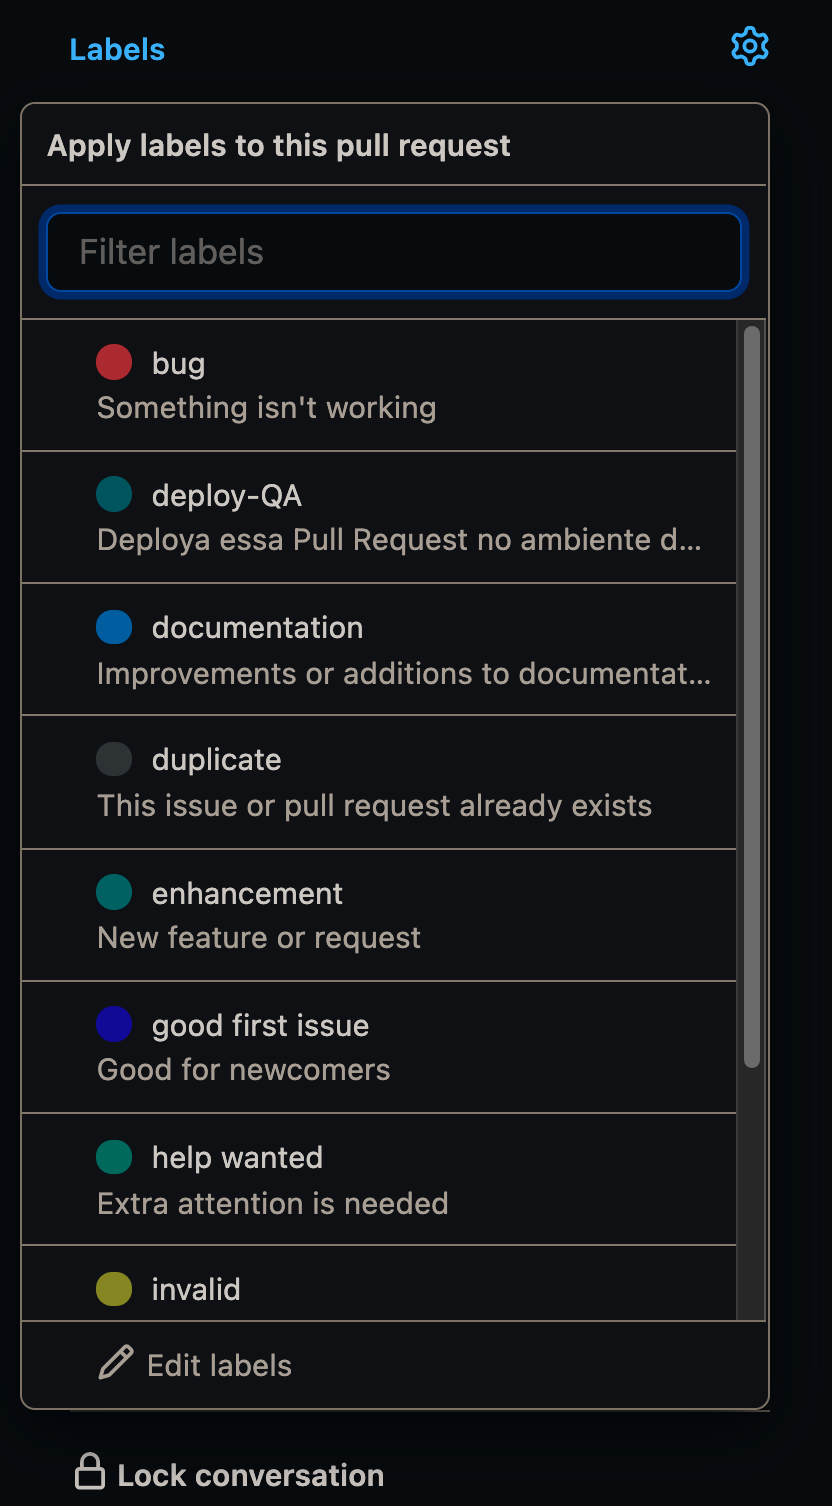 Labels
Apply labels to this pull request
Filter labels
bug
Something isn't working
deploy-QA
Deploya essa Pull Request no ambiente d...
documentation
Improvements or additions to documentat...
duplicate
This issue or pull request already exists
enhancement
New feature or request
good first issue
Good for newcomers
help wanted
Extra attention is needed
invalid
Edit labels
Lock conversation